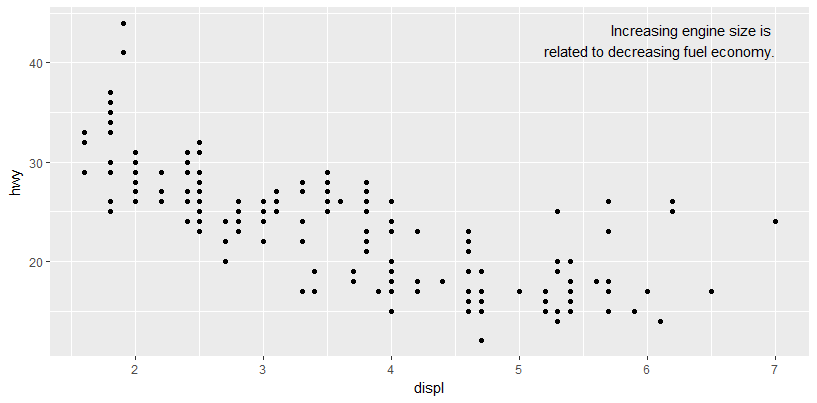 Increasing engine size is
related to decreasing fuel economy.
40
30
20
hwy
2 3 4 5 6 7
displ